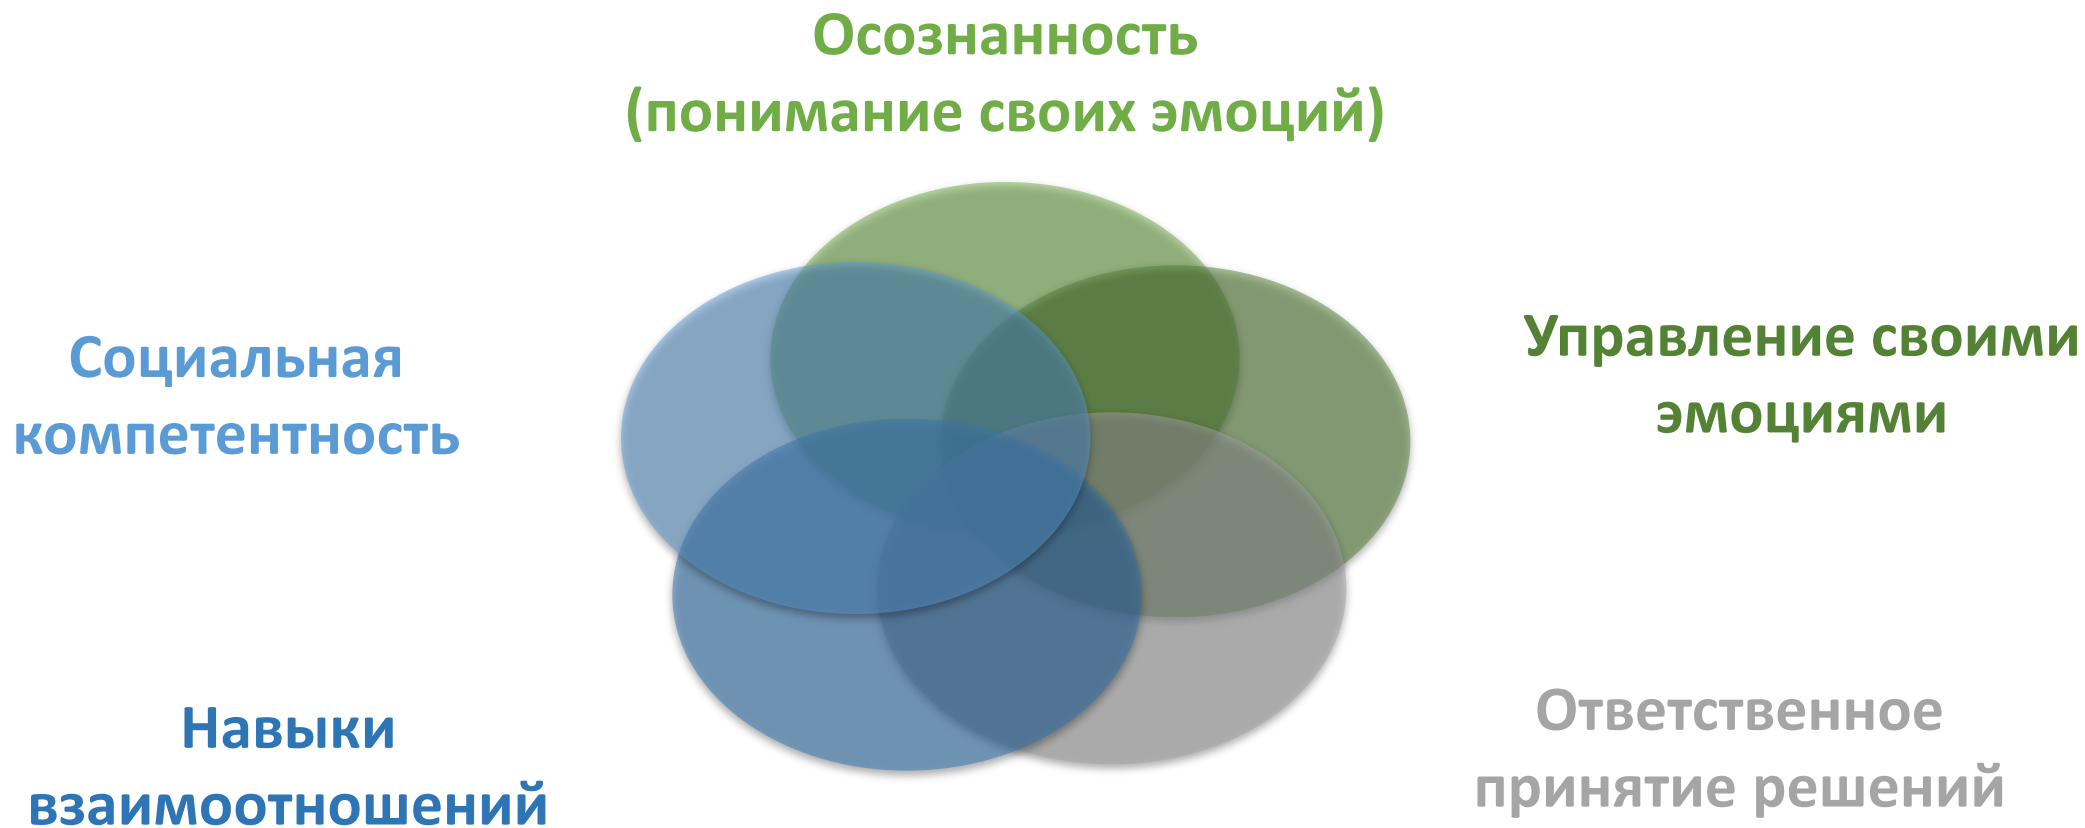 Осознанность
(понимание своих эмоций)
Управление своими
эмоциями
Ответственное
принятие решений
Навыки
взаимоотношений
Социальная
компетентность